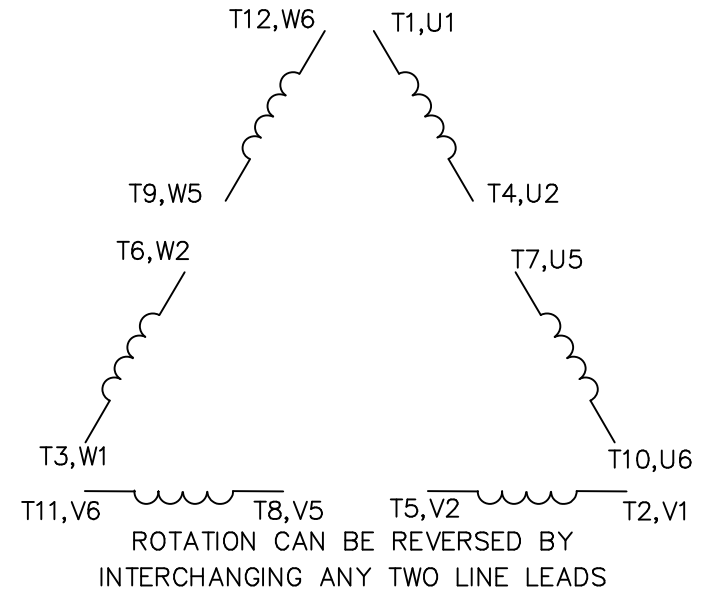 T12,W6
T1,U1
T9,W5
T4,U2
T6,W2
T7,U5
T3,W1
T10,U6
T11,V6
T8,V5
T5,V2
T2,V1
ROTATION CAN BE REVERSED BY
INTERCHANGING ANY TWO LINE LEADS